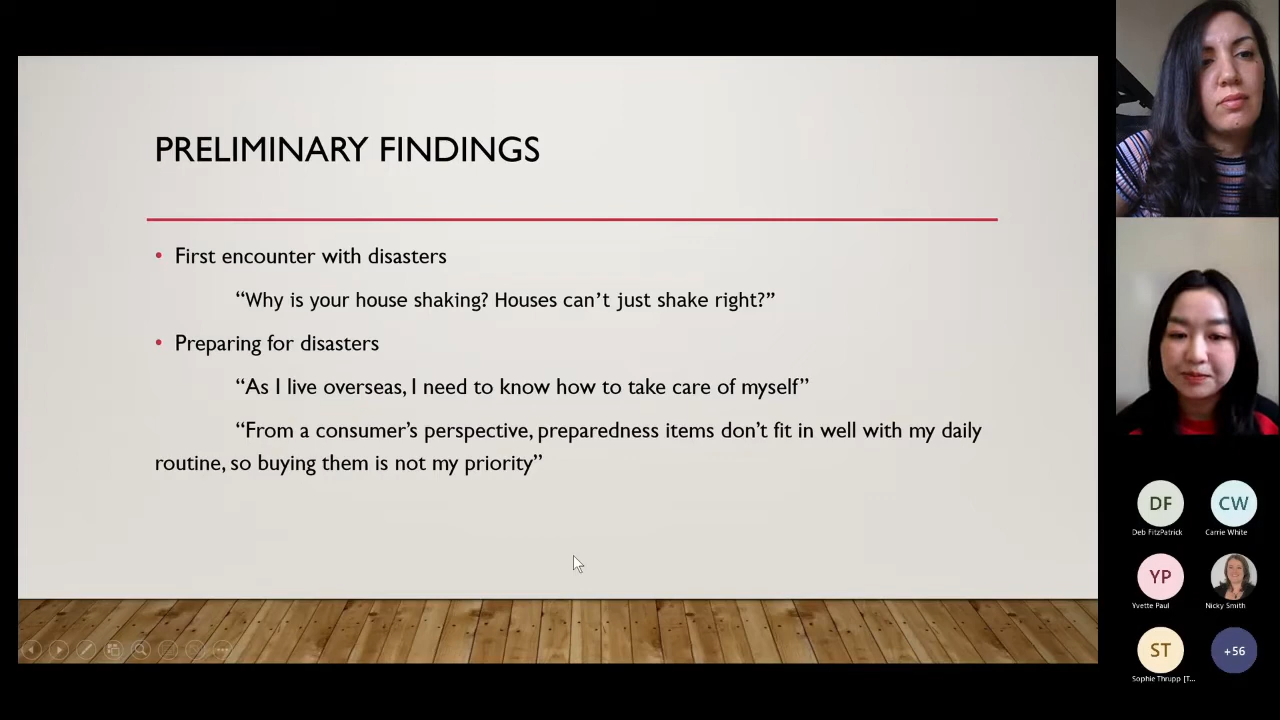 PRELIMINARY FINDINGS
• First encounter with disasters
“Why is your house shaking? Houses can’t just shake right?”
• Preparing for disasters
“As I live overseas, I need to know how to take care of myself”
“From a consumer’s perspective, preparedness items don’t fit in well with my daily
routine, so buying them is not my priority”
DF
CW
Deb FitzPatrick
Carrie White
YP
Yvette Paul
Nicky Smith
ST
+56
Sophie Thrupp [T...